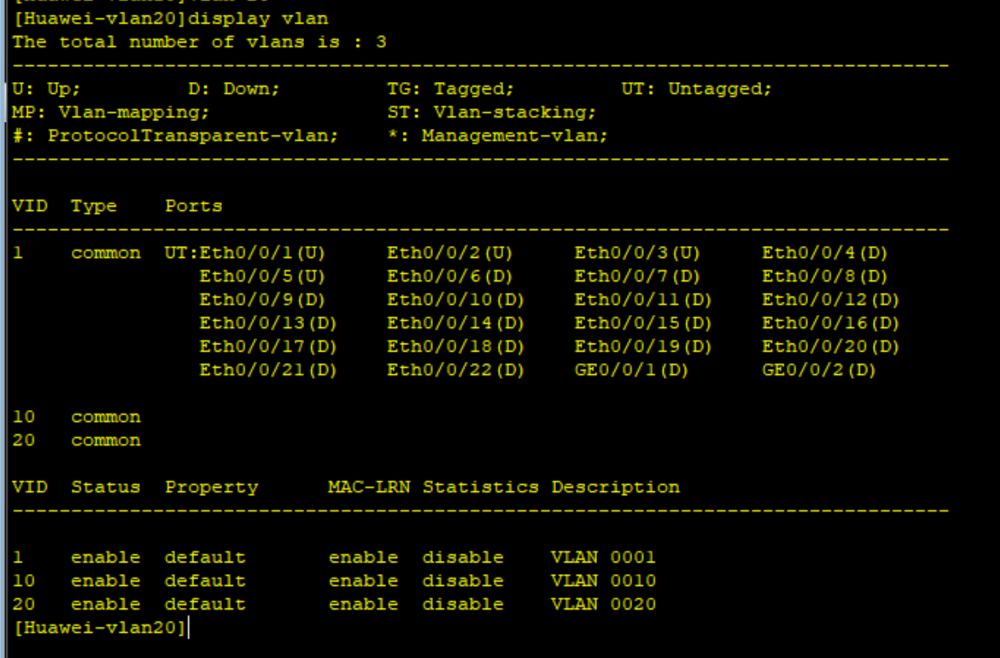 [Huawei-vlan20]display vlan
The total number of vlans is : 3
--------------------------------------------------------------------------------
U: Up;         D: Down;         TG: Tagged;         UT: Untagged;
MP: Vlan-mapping;               ST: Vlan-stacking;
#: ProtocolTransparent-vlan;    *: Management-vlan;
--------------------------------------------------------------------------------
VID  Type    Ports
--------------------------------------------------------------------------------
1    common  UT:Eth0/0/1(U)     Eth0/0/2(U)     Eth0/0/3(U)     Eth0/0/4(D)
Eth0/0/5(U)     Eth0/0/6(D)     Eth0/0/7(D)     Eth0/0/8(D)
Eth0/0/9(D)     Eth0/0/10(D)    Eth0/0/11(D)    Eth0/0/12(D)
Eth0/0/13(D)    Eth0/0/14(D)    Eth0/0/15(D)    Eth0/0/16(D)
Eth0/0/17(D)    Eth0/0/18(D)    Eth0/0/19(D)    Eth0/0/20(D)
Eth0/0/21(D)    Eth0/0/22(D)    GE0/0/1(D)      GE0/0/2(D)
10   common
20   common
VID  Status  Property      MAC-LRN Statistics Description
--------------------------------------------------------------------------------
1    enable  default       enable  disable    VLAN 0001
10   enable  default       enable  disable    VLAN 0010
20   enable  default       enable  disable    VLAN 0020
[Huawei-vlan20]